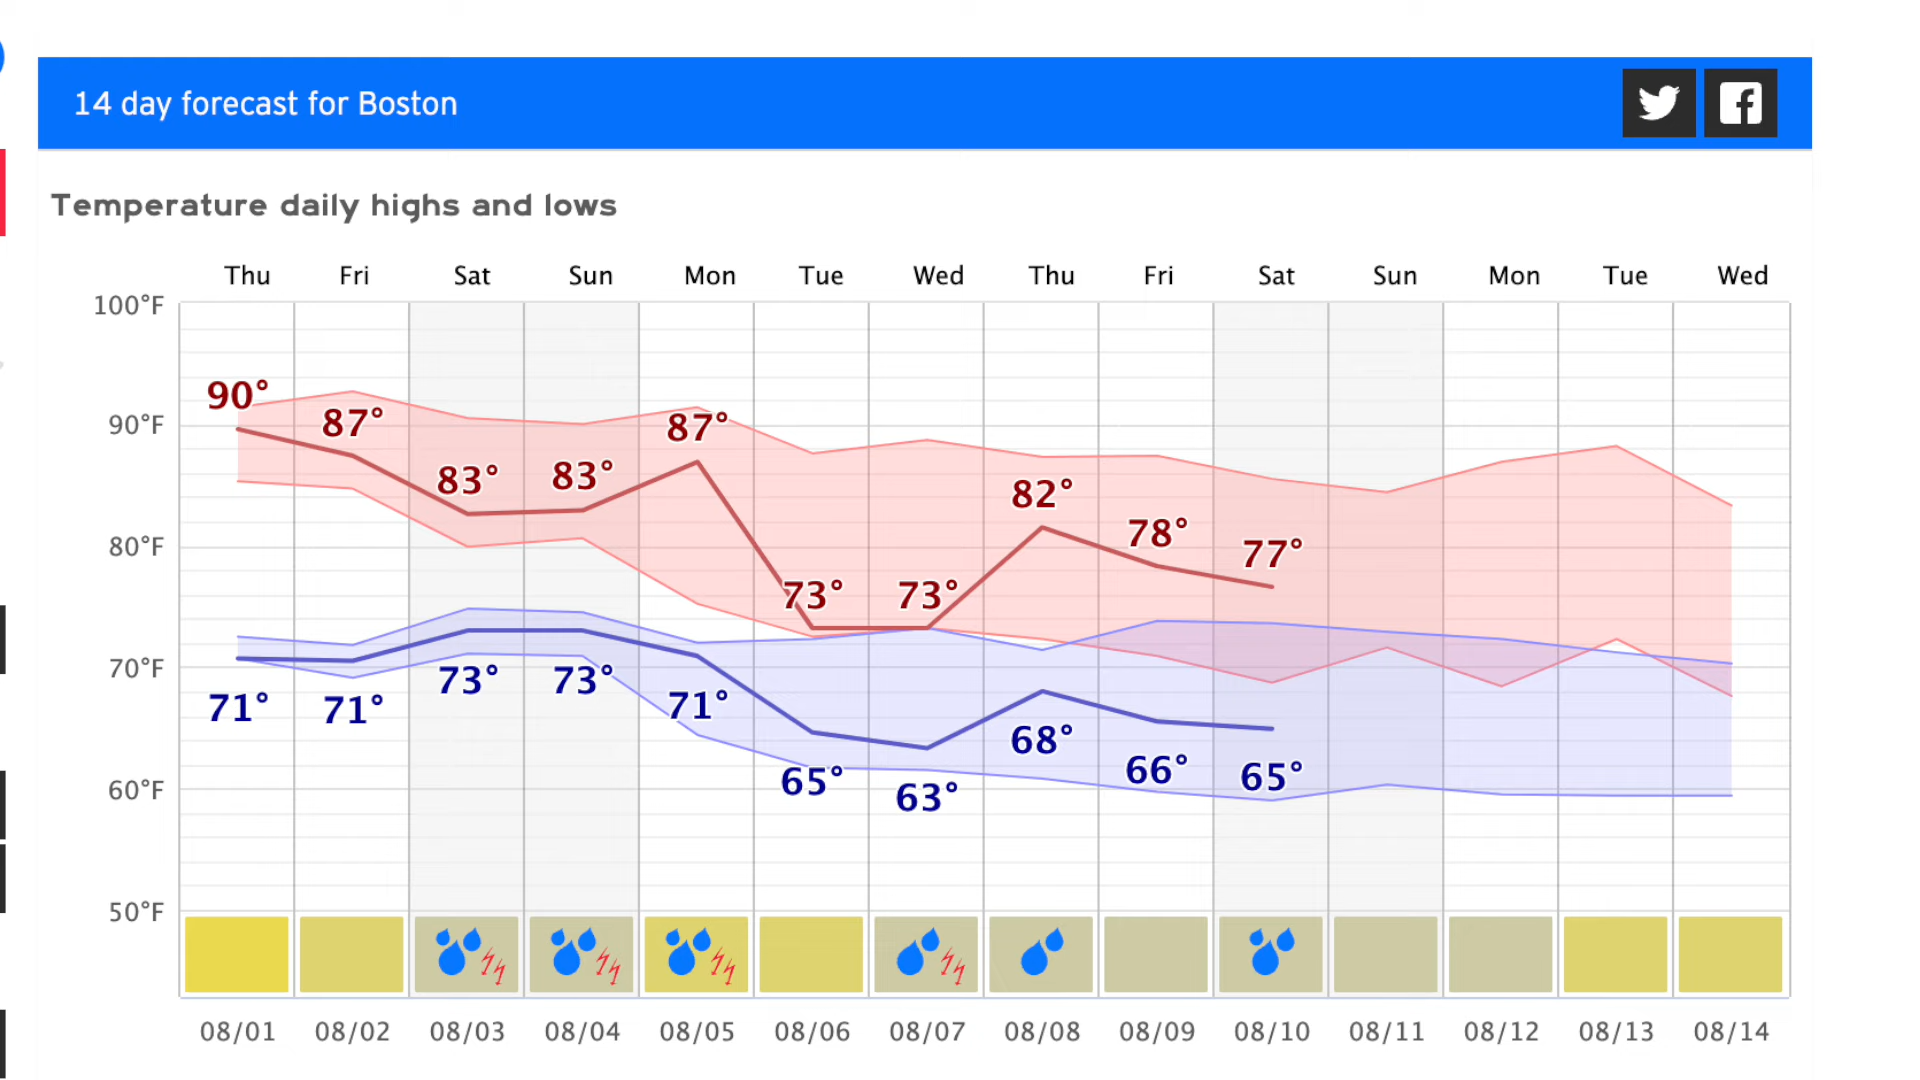 14 day forecast for Boston
Temperature daily highs and lows
Thu Fri Sat Sun Mon Tue Wed Thu Fri Sat Sun Mon Tue Wed
100°F
90°F
80°F
70°F
60°F
50°F
90° 87° 83° 83° 87° 73° 73° 82° 78° 77°
71° 71° 73° 73° 71° 65° 63° 68° 66° 65°
08/01 08/02 08/03 08/04 08/05 08/06 08/07 08/08 08/09 08/10 08/11 08/12 08/13 08/14